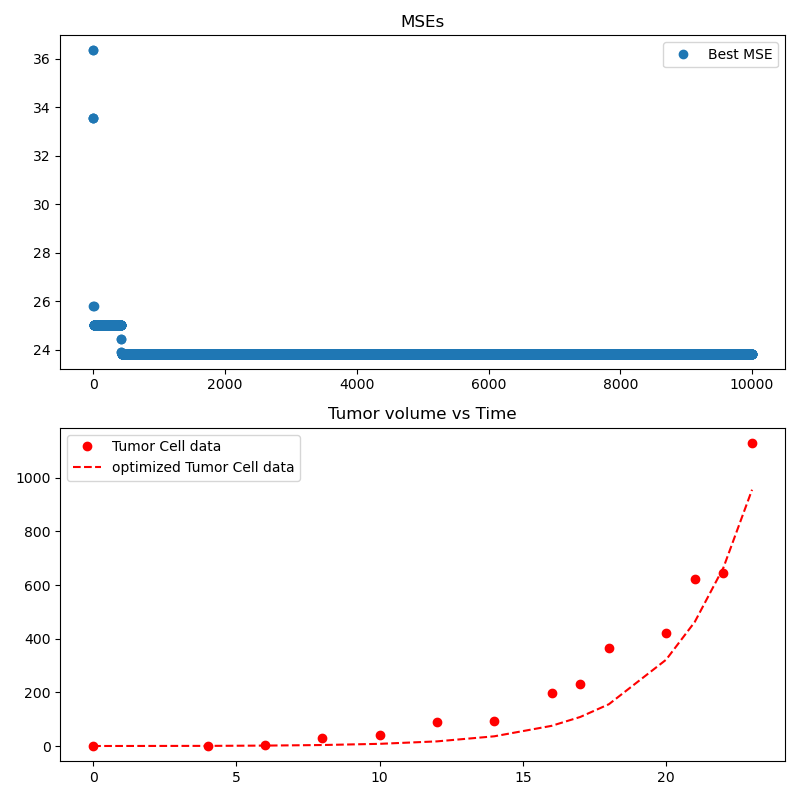 MSEs
Best MSE
36
34
32
30
28
26
24
0 2000 4000 6000 8000 10000
Tumor volume vs Time
Tumor Cell data
optimized Tumor Cell data
1000
800
600
400
200
0
0 5 10 15 20